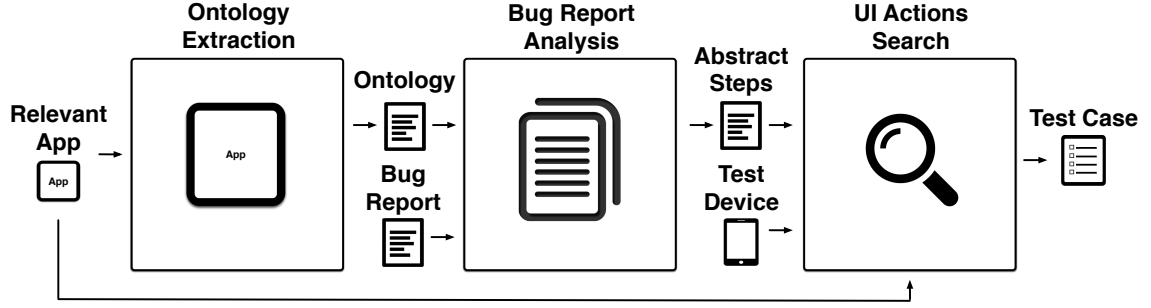 Ontology
Extraction
Bug Report
Analysis
UI Actions
Search
Relevant
App
App
App
Ontology
Bug
Report
Abstract
Steps
Test
Device
Test Case